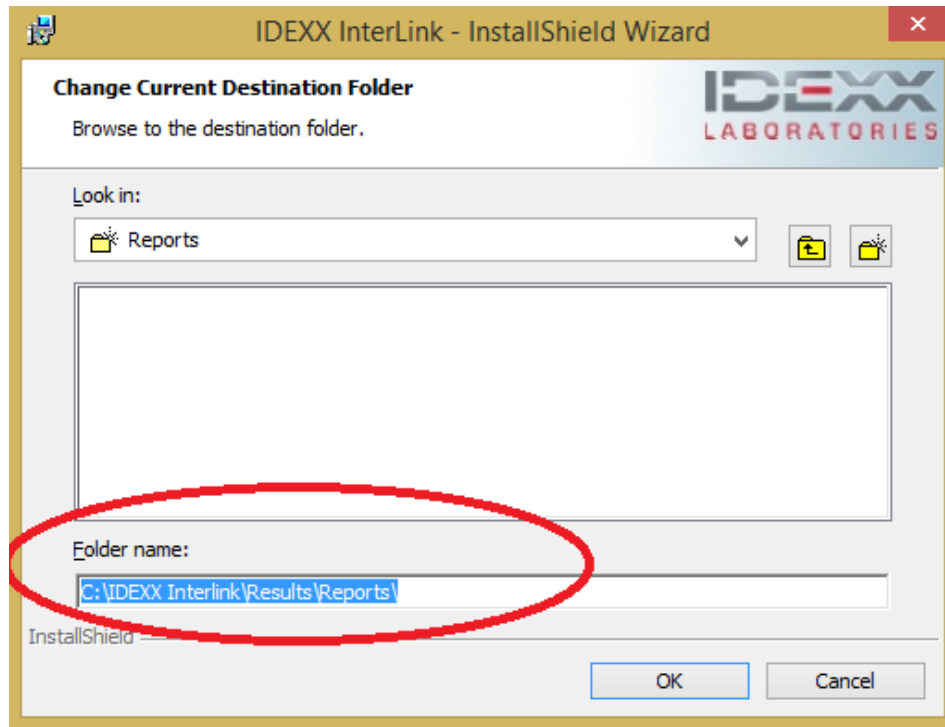 IDEXX InterLink - InstallShield Wizard
Change Current Destination Folder
Browse to the destination folder.
IDEXX
LABORATORIES
Look in:
Reports
Folder name:
C:\IDEXX Interlink\Results\Reports\
InstallShield
OK
Cancel